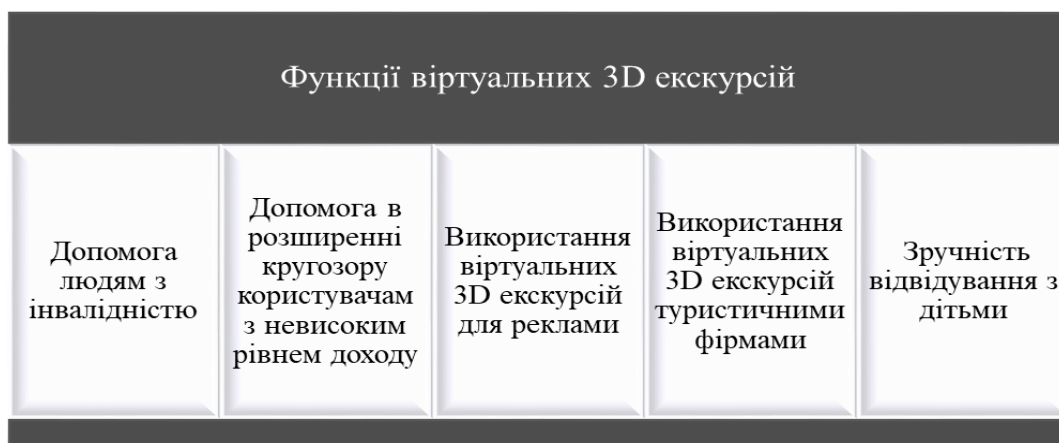 Функції віртуальних 3D екскурсій
Допомога
людям з
інвалідністю
Допомога в
розширенні
кругозору
користувачам
з невисоким
рівнем доходу
Використання
віртуальних
3D екскурсій
для реклами
Використання
віртуальних
3D екскурсій
туристичними
фірмами
Зручність
відвідування з
дітьми